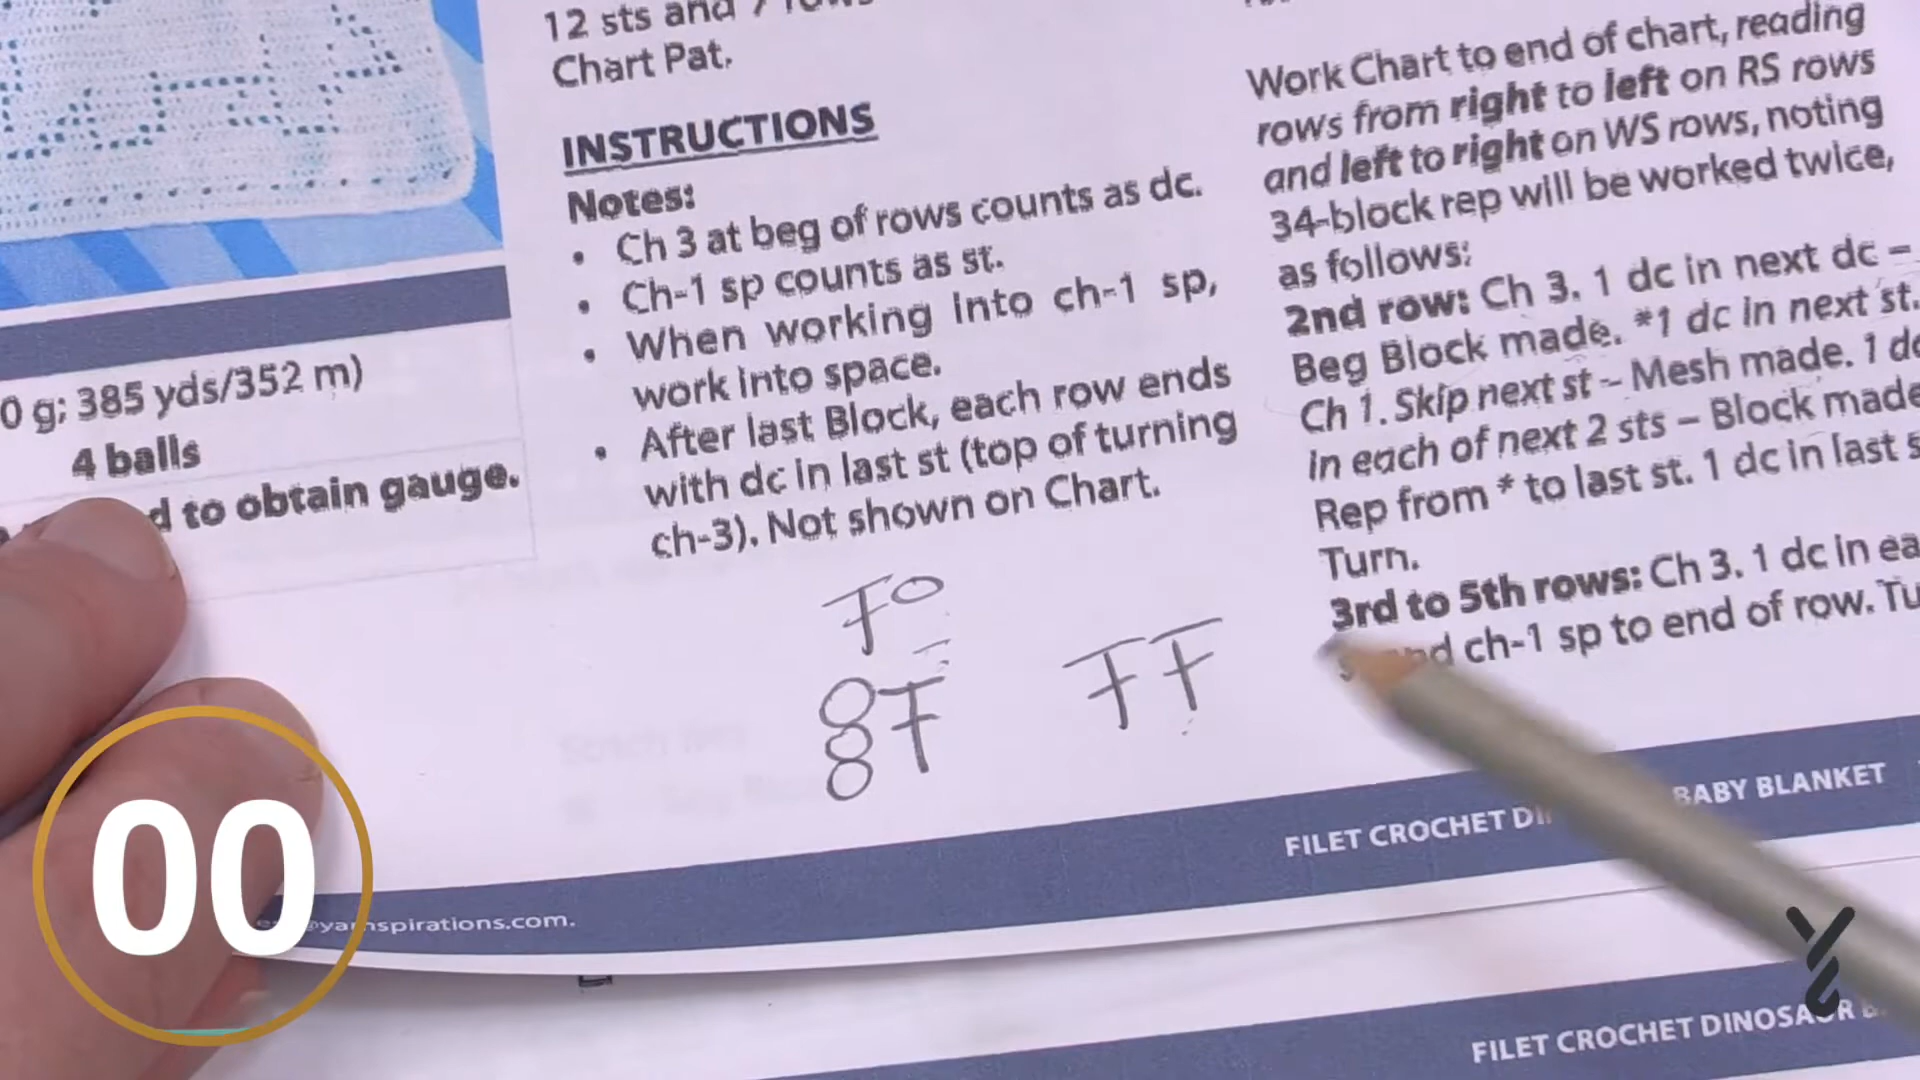 12 sts and 7 rows
Chart Pat.
INSTRUCTIONS
Notes:
• Ch 3 at beg of rows counts as dc.
• Ch-1 sp counts as st.
• When working into ch-1 sp,
work into space.
• After last Block, each row ends
with dc in last st (top of turning
ch-3). Not shown on Chart.
Work Chart to end of chart, reading
rows from right to left on RS rows
and left to right on WS rows, noting
34-block rep will be worked twice,
as follows:
2nd row: Ch 3. 1 dc in next dc –
Beg Block made. *1 dc in next st.
Ch 1. Skip next st – Mesh made. 1 dc
in each of next 2 sts – Block made
Rep from * to last st. 1 dc in last
Turn.
3rd to 5th rows: Ch 3. 1 dc in
ch-1 sp to end of row.
0 g; 385 yds/352 m)
4 balls
to obtain gauge.
00
yarnspirations.com.
FILET CROCHET BABY BLANKET
FILET CROCHET DINOSAUR